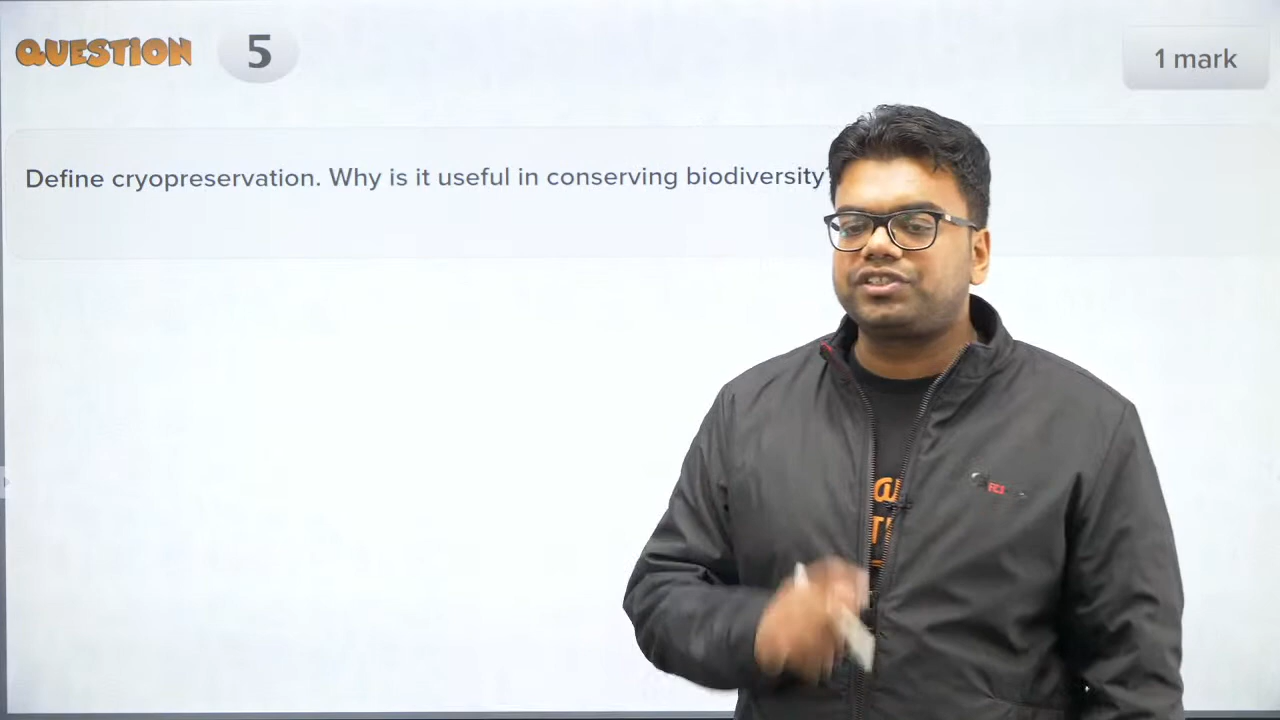 QUESTION 5
1 mark
Define cryopreservation. Why is it useful in conserving biodiversity?